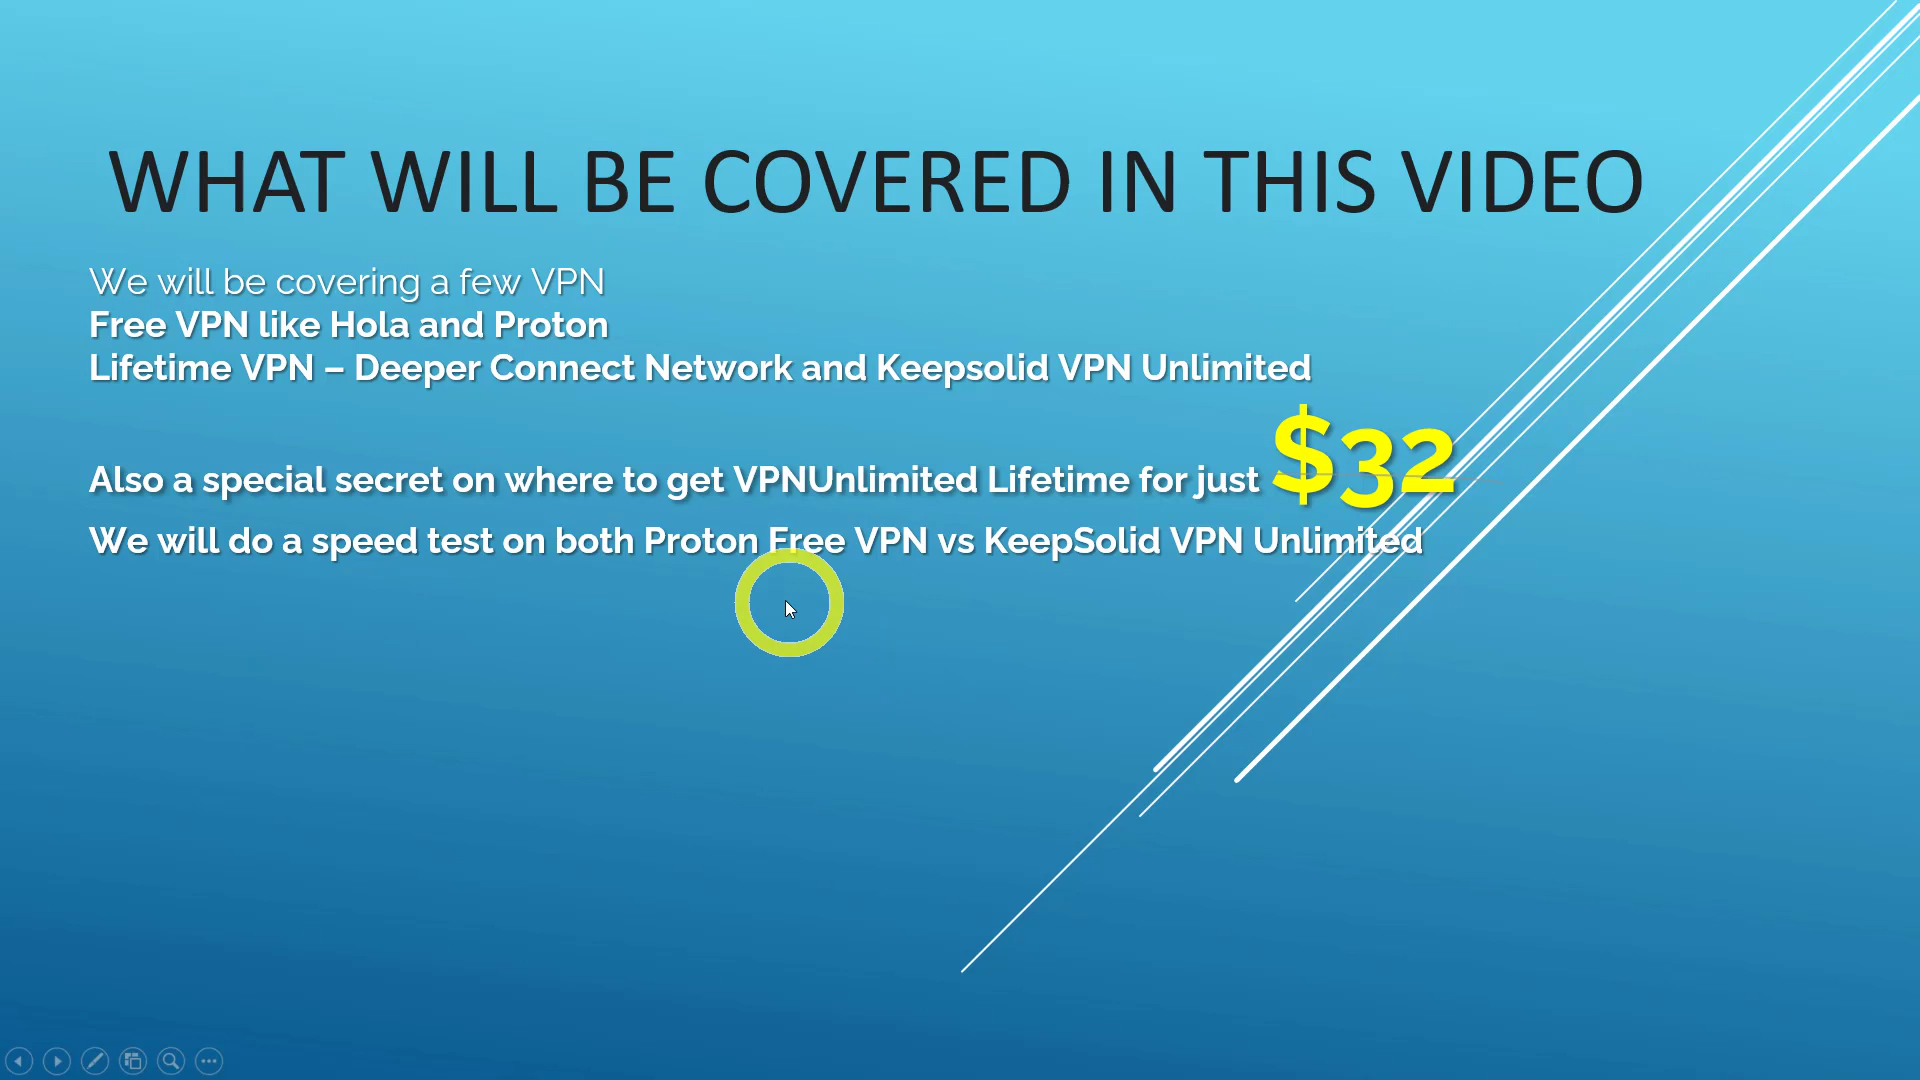 WHAT WILL BE COVERED IN THIS VIDEO
We will be covering a few VPN
Free VPN like Hola and Proton
Lifetime VPN – Deeper Connect Network and Keepsolid VPN Unlimited
Also a special secret on where to get VPNUnlimited Lifetime for just $32
We will do a speed test on both Proton Free VPN vs KeepSolid VPN Unlimited